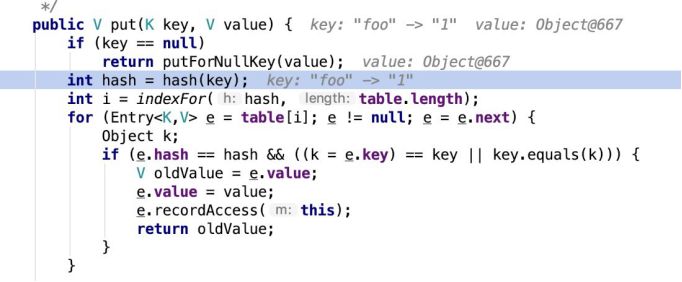 */
public V put(K key, V value) {  key: "foo" -> "1"  value: Object@667
if (key == null)
return putForNullKey(value);  value: Object@667
int hash = hash(key);  key: "foo" -> "1"
int i = indexFor( h: hash,  length: table.length);
for (Entry<K,V> e = table[i]; e != null; e = e.next) {
Object k;
if (e.hash == hash && ((k = e.key) == key || key.equals(k))) {
V oldValue = e.value;
e.value = value;
e.recordAccess( m: this);
return oldValue;
}
}